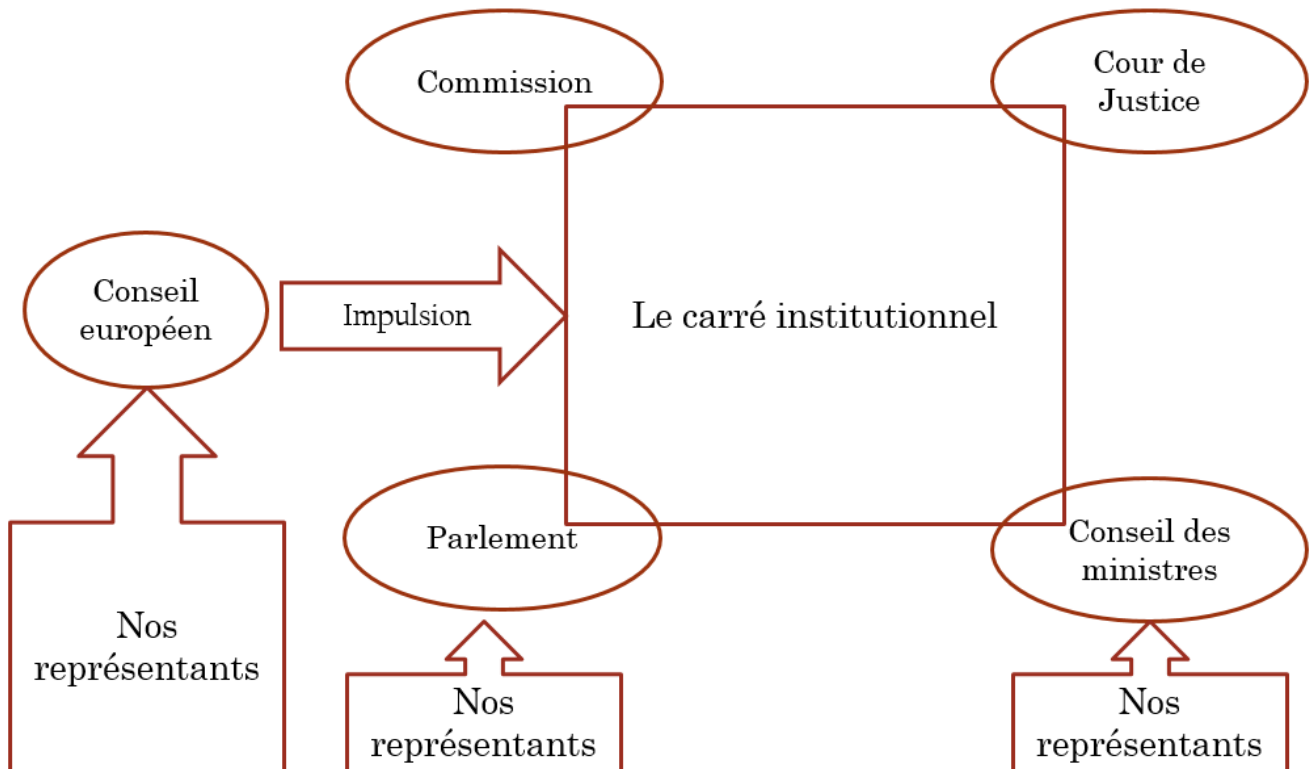 Commission
Cour de
Justice
Conseil
européen
Impulsion
Le carré institutionnel
Parlement
Conseil des
ministres
Nos
représentants
Nos
représentants
Nos
représentants